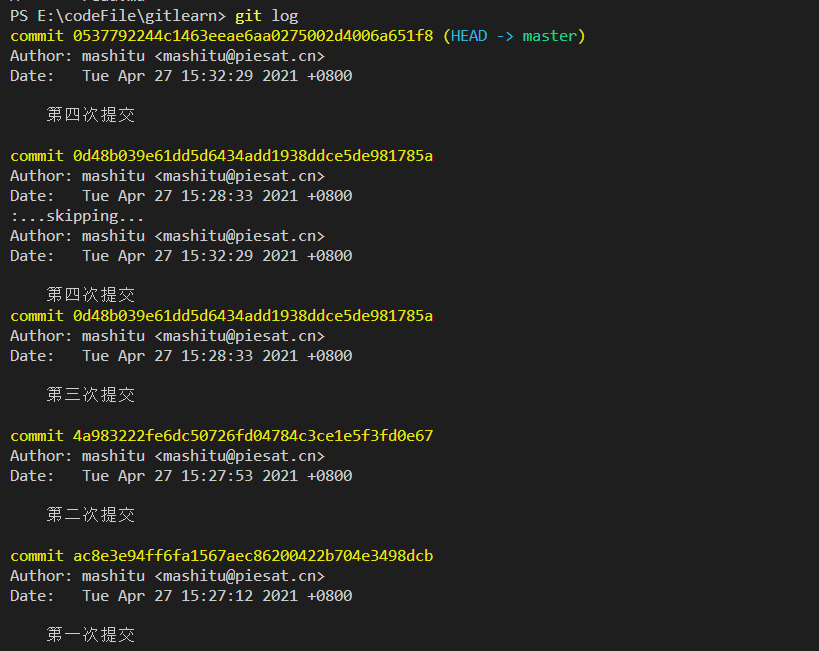 PS E:\codeFile\gitlearn> git log
commit 0537792244c1463eeae6aa0275002d4006a651f8 (HEAD -> master)
Author: mashitu <mashitu@piesat.cn>
Date:   Tue Apr 27 15:32:29 2021 +0800
第四次提交
commit 0d48b039e61dd5d6434add1938ddce5de981785a
Author: mashitu <mashitu@piesat.cn>
Date:   Tue Apr 27 15:28:33 2021 +0800
:...skipping...
Author: mashitu <mashitu@piesat.cn>
Date:   Tue Apr 27 15:32:29 2021 +0800
第四次提交
commit 0d48b039e61dd5d6434add1938ddce5de981785a
Author: mashitu <mashitu@piesat.cn>
Date:   Tue Apr 27 15:28:33 2021 +0800
第三次提交
commit 4a983222fe6dc50726fd04784c3ce1e5f3fd0e67
Author: mashitu <mashitu@piesat.cn>
Date:   Tue Apr 27 15:27:53 2021 +0800
第二次提交
commit ac8e3e94ff6fa1567aec86200422b704e3498dcb
Author: mashitu <mashitu@piesat.cn>
Date:   Tue Apr 27 15:27:12 2021 +0800
第一次提交